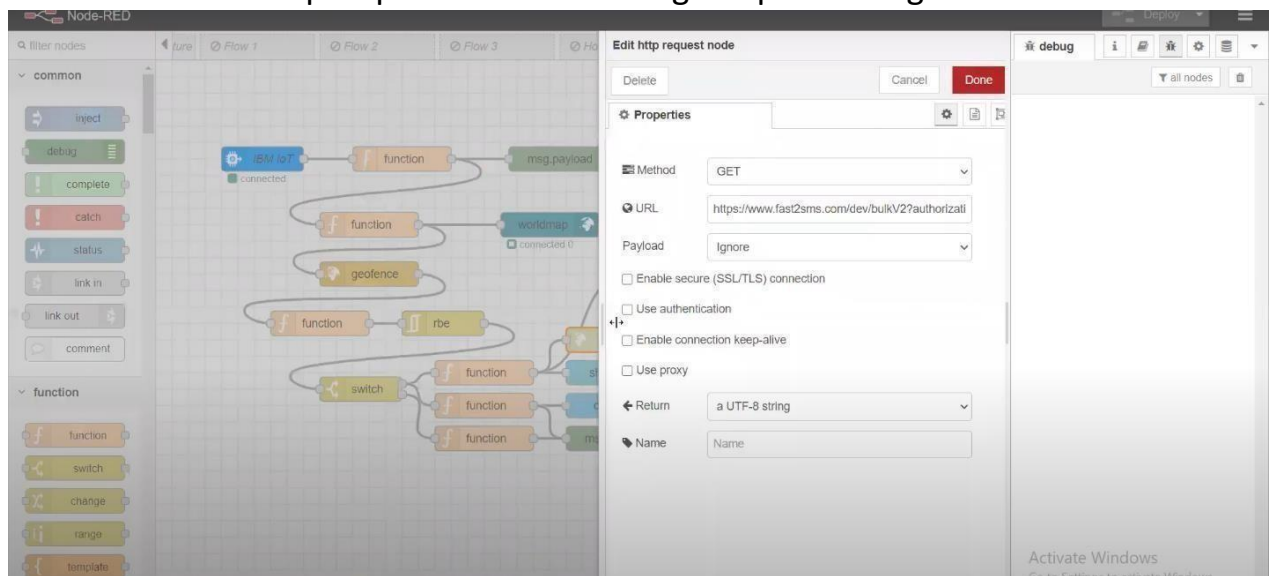 Node-RED
Deploy
filter nodes
Flow 1
Flow 2
Flow 3
Edit http request node
debug
common
Delete
Cancel
Done
all nodes
inject
Properties
debug
IBM IoT
function
msg.payload
connected
complete
Method
GET
catch
URL
https://www.fast2sms.com/dev/bulkV2?authorizati
function
worldmap
status
connected 0
Payload
Ignore
geofence
link in
Enable secure (SSL/TLS) connection
Use authentication
link out
function
rbe
Enable connection keep-alive
comment
Use proxy
function
switch
function
Return
a UTF-8 string
function
function
Name
Name
function
switch
change
range
template
Activate Windows